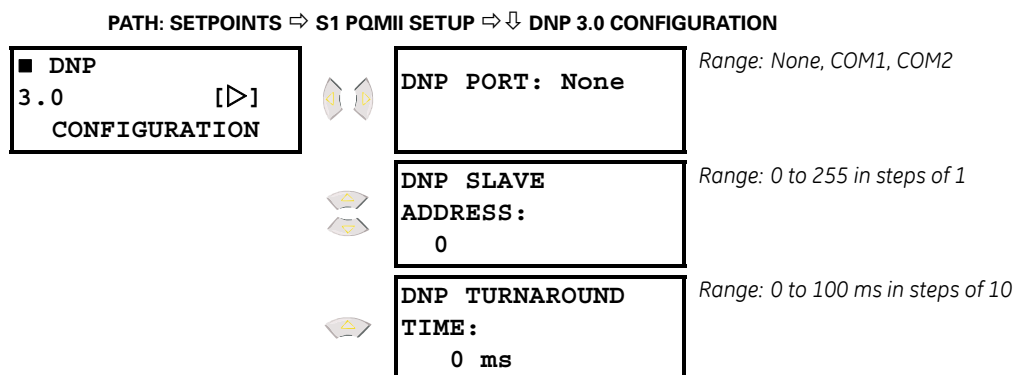 PATH: SETPOINTS ⇨ S1 PQMII SETUP ⇨⇩ DNP 3.0 CONFIGURATION
■ DNP
3.0 [▷]
CONFIGURATION
DNP PORT: None
Range: None, COM1, COM2
DNP SLAVE
ADDRESS:
0
Range: 0 to 255 in steps of 1
DNP TURNAROUND
TIME:
0 ms
Range: 0 to 100 ms in steps of 10